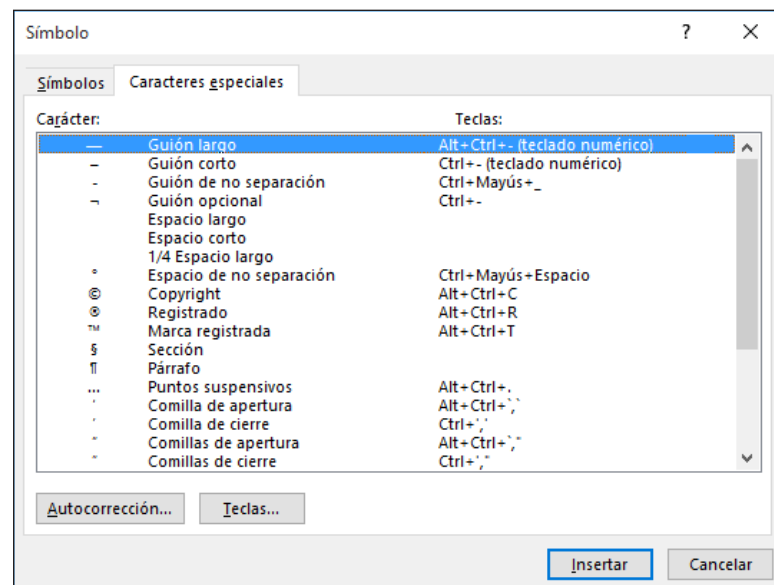 Símbolo ? ×
Símbolos Caracteres especiales
Carácter: Teclas:
— Guión largo Alt+Ctrl+- (teclado numérico)
– Guión corto Ctrl+- (teclado numérico)
- Guión de no separación Ctrl+Mayús+_
¬ Guión opcional Ctrl+-
Espacio largo
Espacio corto
1/4 Espacio largo
° Espacio de no separación Ctrl+Mayús+Espacio
© Copyright Alt+Ctrl+C
® Registrado Alt+Ctrl+R
™ Marca registrada Alt+Ctrl+T
§ Sección
¶ Párrafo
… Puntos suspensivos Alt+Ctrl+.
‘ Comilla de apertura Alt+Ctrl+`,`
’ Comilla de cierre Ctrl+','
“ Comillas de apertura Alt+Ctrl+`,"
” Comillas de cierre Ctrl+',"
Autocorrección... Teclas...
Insertar Cancelar